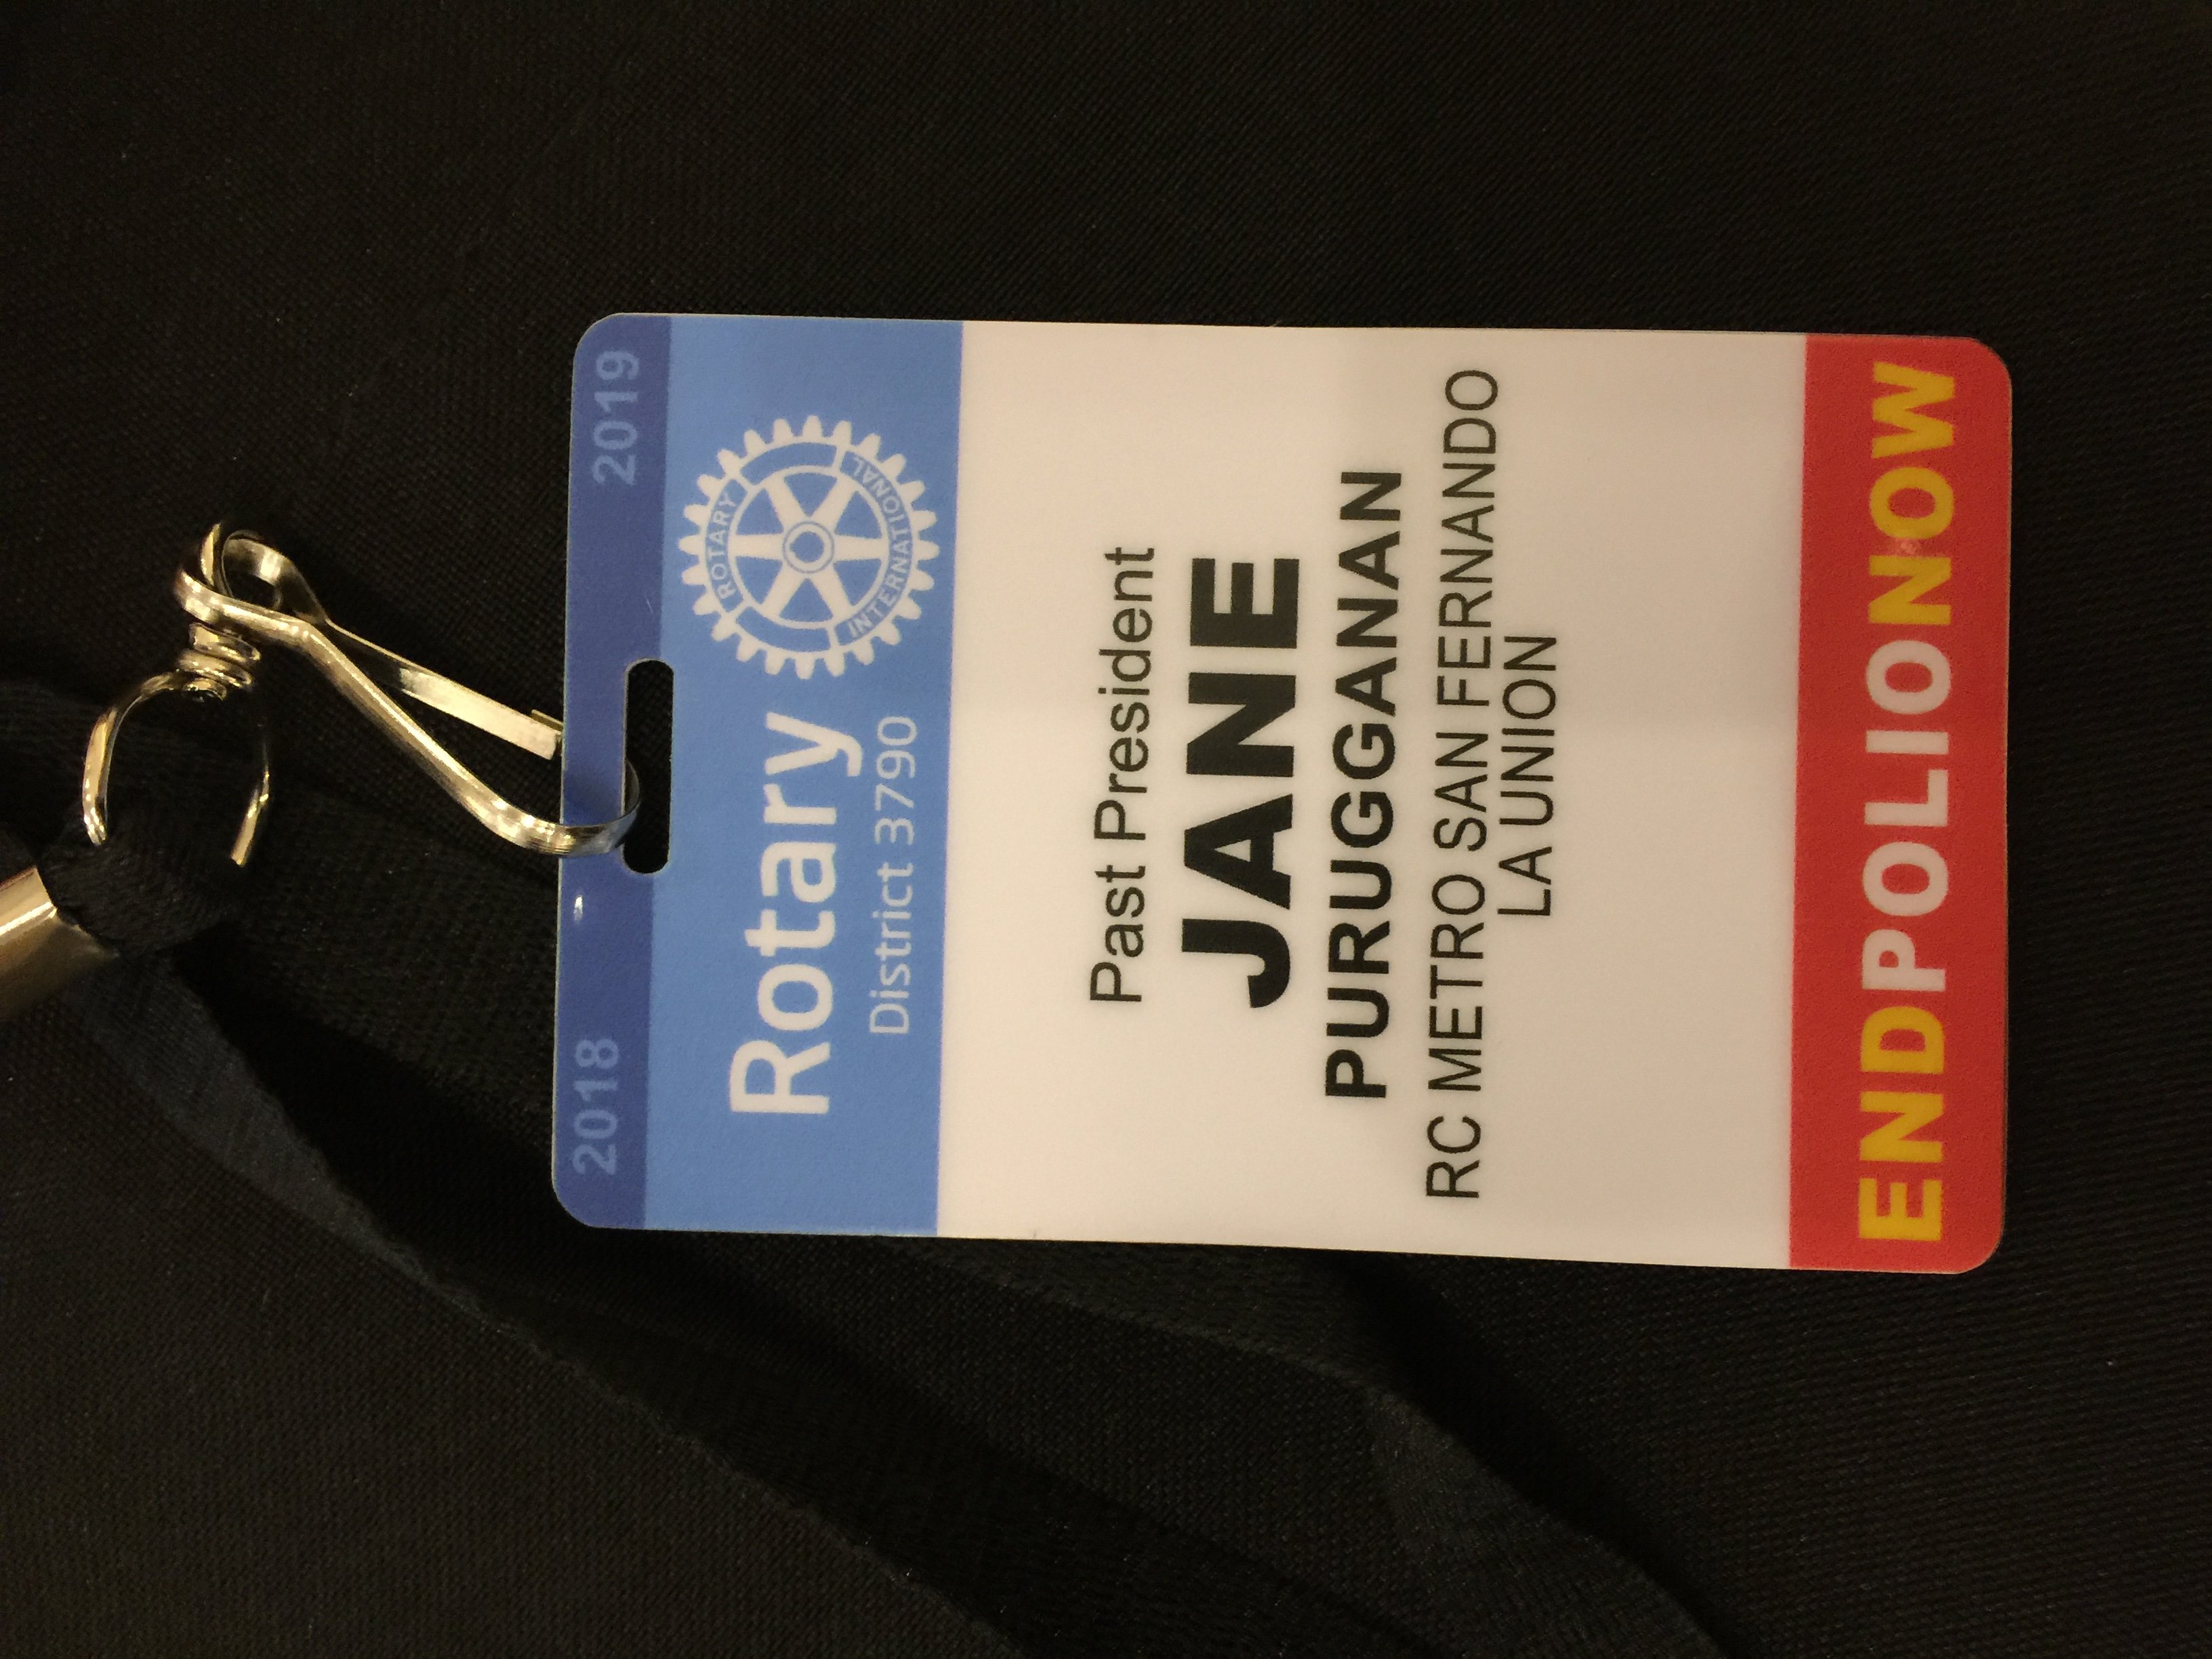 2018 2019
Rotary
District 3790
ROTARY
INTERNATIONAL
Past President
JANE
PURUGGANAN
RC METRO SAN FERNANDO
LA UNION
ENDPOLIONOW